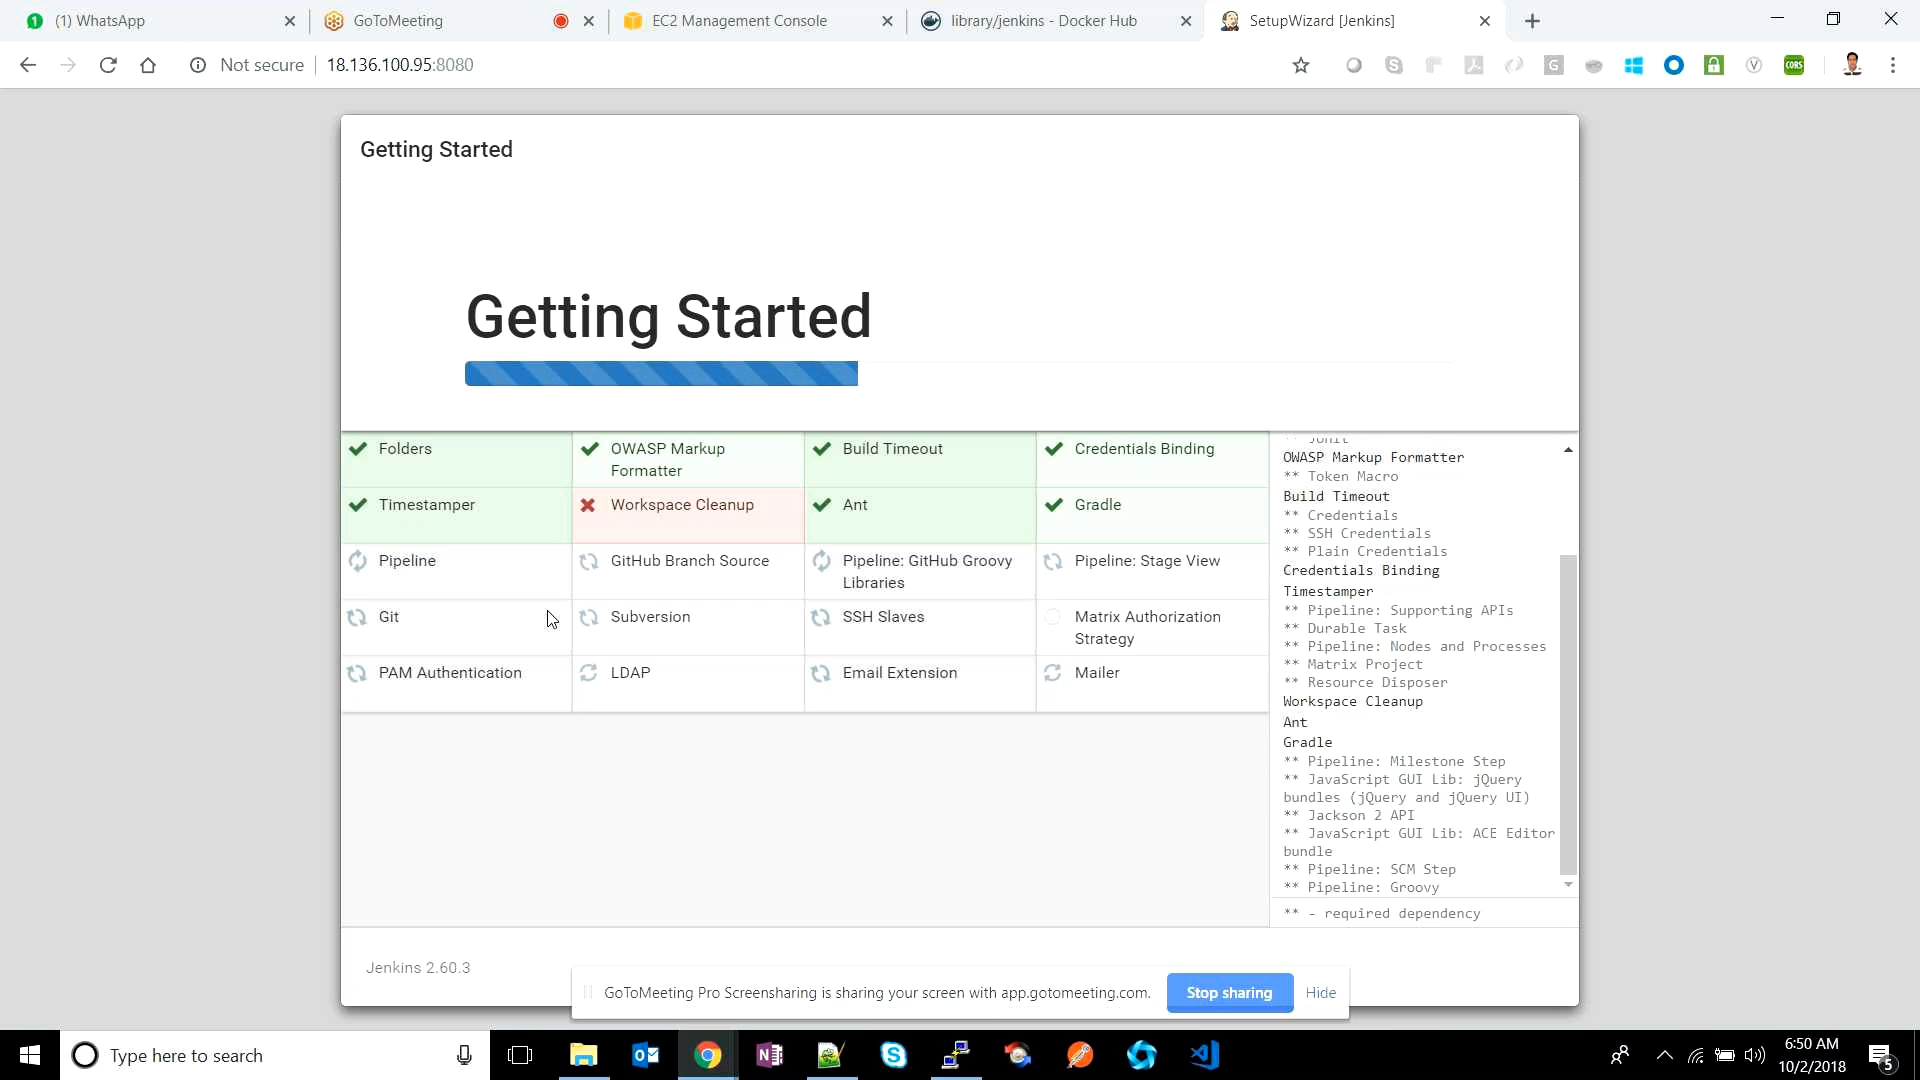 (1) WhatsApp
GoToMeeting
EC2 Management Console
library/jenkins - Docker Hub
SetupWizard [Jenkins]
Not secure
18.136.100.95:8080
Getting Started
Getting Started
Folders
OWASP Markup
Formatter
Build Timeout
Credentials Binding
Timestamper
Workspace Cleanup
Ant
Gradle
Pipeline
GitHub Branch Source
Pipeline: GitHub Groovy
Libraries
Pipeline: Stage View
Git
Subversion
SSH Slaves
Matrix Authorization
Strategy
PAM Authentication
LDAP
Email Extension
Mailer
OWASP Markup Formatter
** Token Macro
Build Timeout
** Credentials
** SSH Credentials
** Plain Credentials
Credentials Binding
Timestamper
** Pipeline: Supporting APIs
** Durable Task
** Pipeline: Nodes and Processes
** Matrix Project
** Resource Disposer
Workspace Cleanup
Ant
Gradle
** Pipeline: Milestone Step
** JavaScript GUI Lib: jQuery
bundles (jQuery and jQuery UI)
** Jackson 2 API
** JavaScript GUI Lib: ACE Editor
bundle
** Pipeline: SCM Step
** Pipeline: Groovy
** - required dependency
Jenkins 2.60.3
GoToMeeting Pro Screensharing is sharing your screen with app.gotomeeting.com.
Stop sharing
Hide
Type here to search
6:50 AM
10/2/2018
5